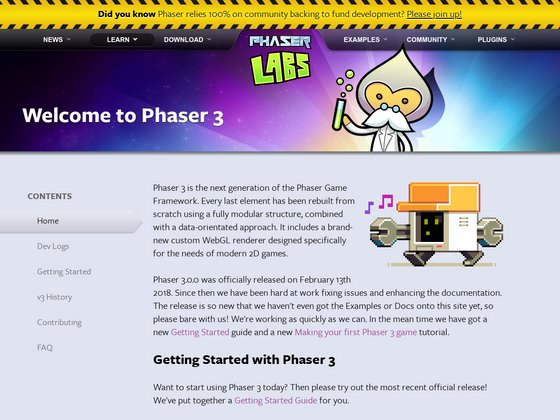 Did you know Phaser relies 100% on community backing to fund development? Please join up!
NEWS LEARN DOWNLOAD PHASER EXAMPLES COMMUNITY PLUGINS
LABS
Welcome to Phaser 3
CONTENTS
Home
Dev Logs
Getting Started
v3 History
Contributing
FAQ
Phaser 3 is the next generation of the Phaser Game
Framework. Every last element has been rebuilt from
scratch using a fully modular structure, combined
with a data-orientated approach. It includes a brand-
new custom WebGL renderer designed specifically
for the needs of modern 2D games.
Phaser 3.0.0 was officially released on February 13th
2018. Since then we have been hard at work fixing issues and enhancing the documentation.
The release is so new that we haven't even got the Examples or Docs onto this site yet, so
please bare with us! We're working as quickly as we can. In the mean time we have got a
new Getting Started guide and a new Making your first Phaser 3 game tutorial.
Getting Started with Phaser 3
Want to start using Phaser 3 today? Then please try out the most recent official release!
We've put together a Getting Started Guide for you.